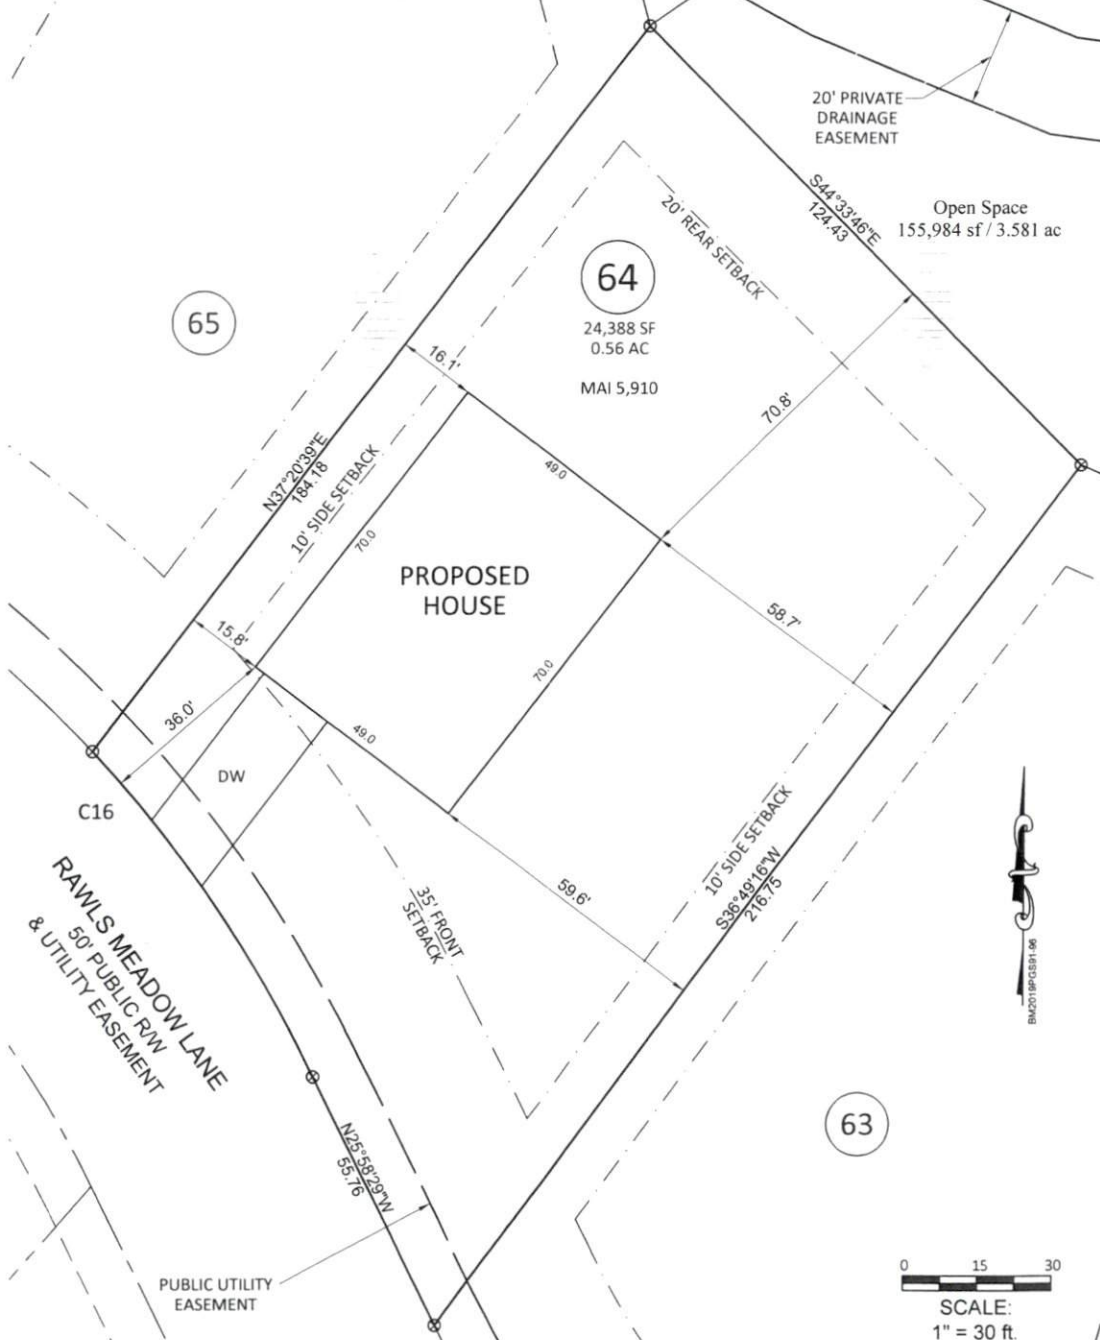 20' PRIVATE
DRAINAGE
EASEMENT
S44°33'46"E
124.43
Open Space
155,984 sf / 3.581 ac
20' REAR SETBACK
64
24,388 SF
0.56 AC
MAI 5,910
65
16.1'
70.8'
N37°20'39"E
184.18
10' SIDE SETBACK
49.0
70.0
PROPOSED
HOUSE
58.7'
15.8'
70.0
36.0'
49.0
DW
C16
10' SIDE SETBACK
S36°49'16"W
216.75
59.6'
35' FRONT
SETBACK
RAWLS MEADOW LANE
50' PUBLIC R/W
& UTILITY EASEMENT
BM2019PGS91-96
63
N25°58'29"W
55.76
PUBLIC UTILITY
EASEMENT
0 15 30
SCALE:
1" = 30 ft.